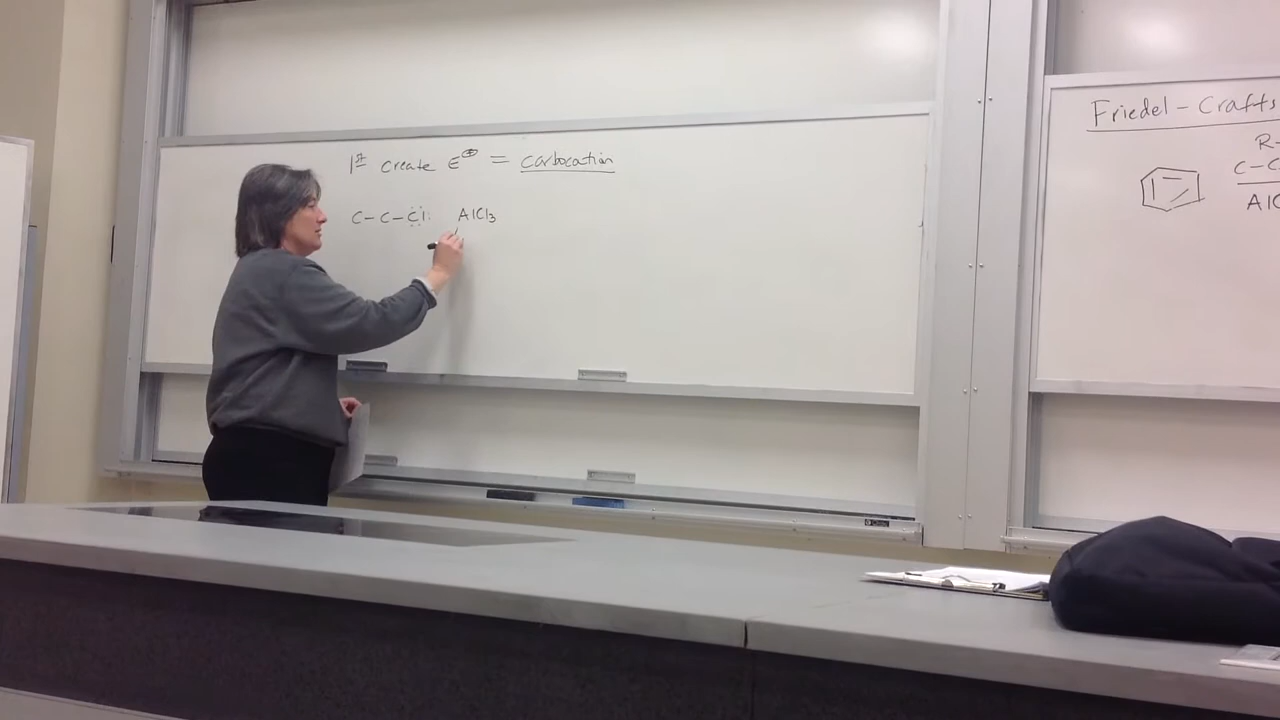 1st create E⊕ = carbocation
C-C-C̈l: AlCl3
Friedel-Crafts
R-
C-C
AlC